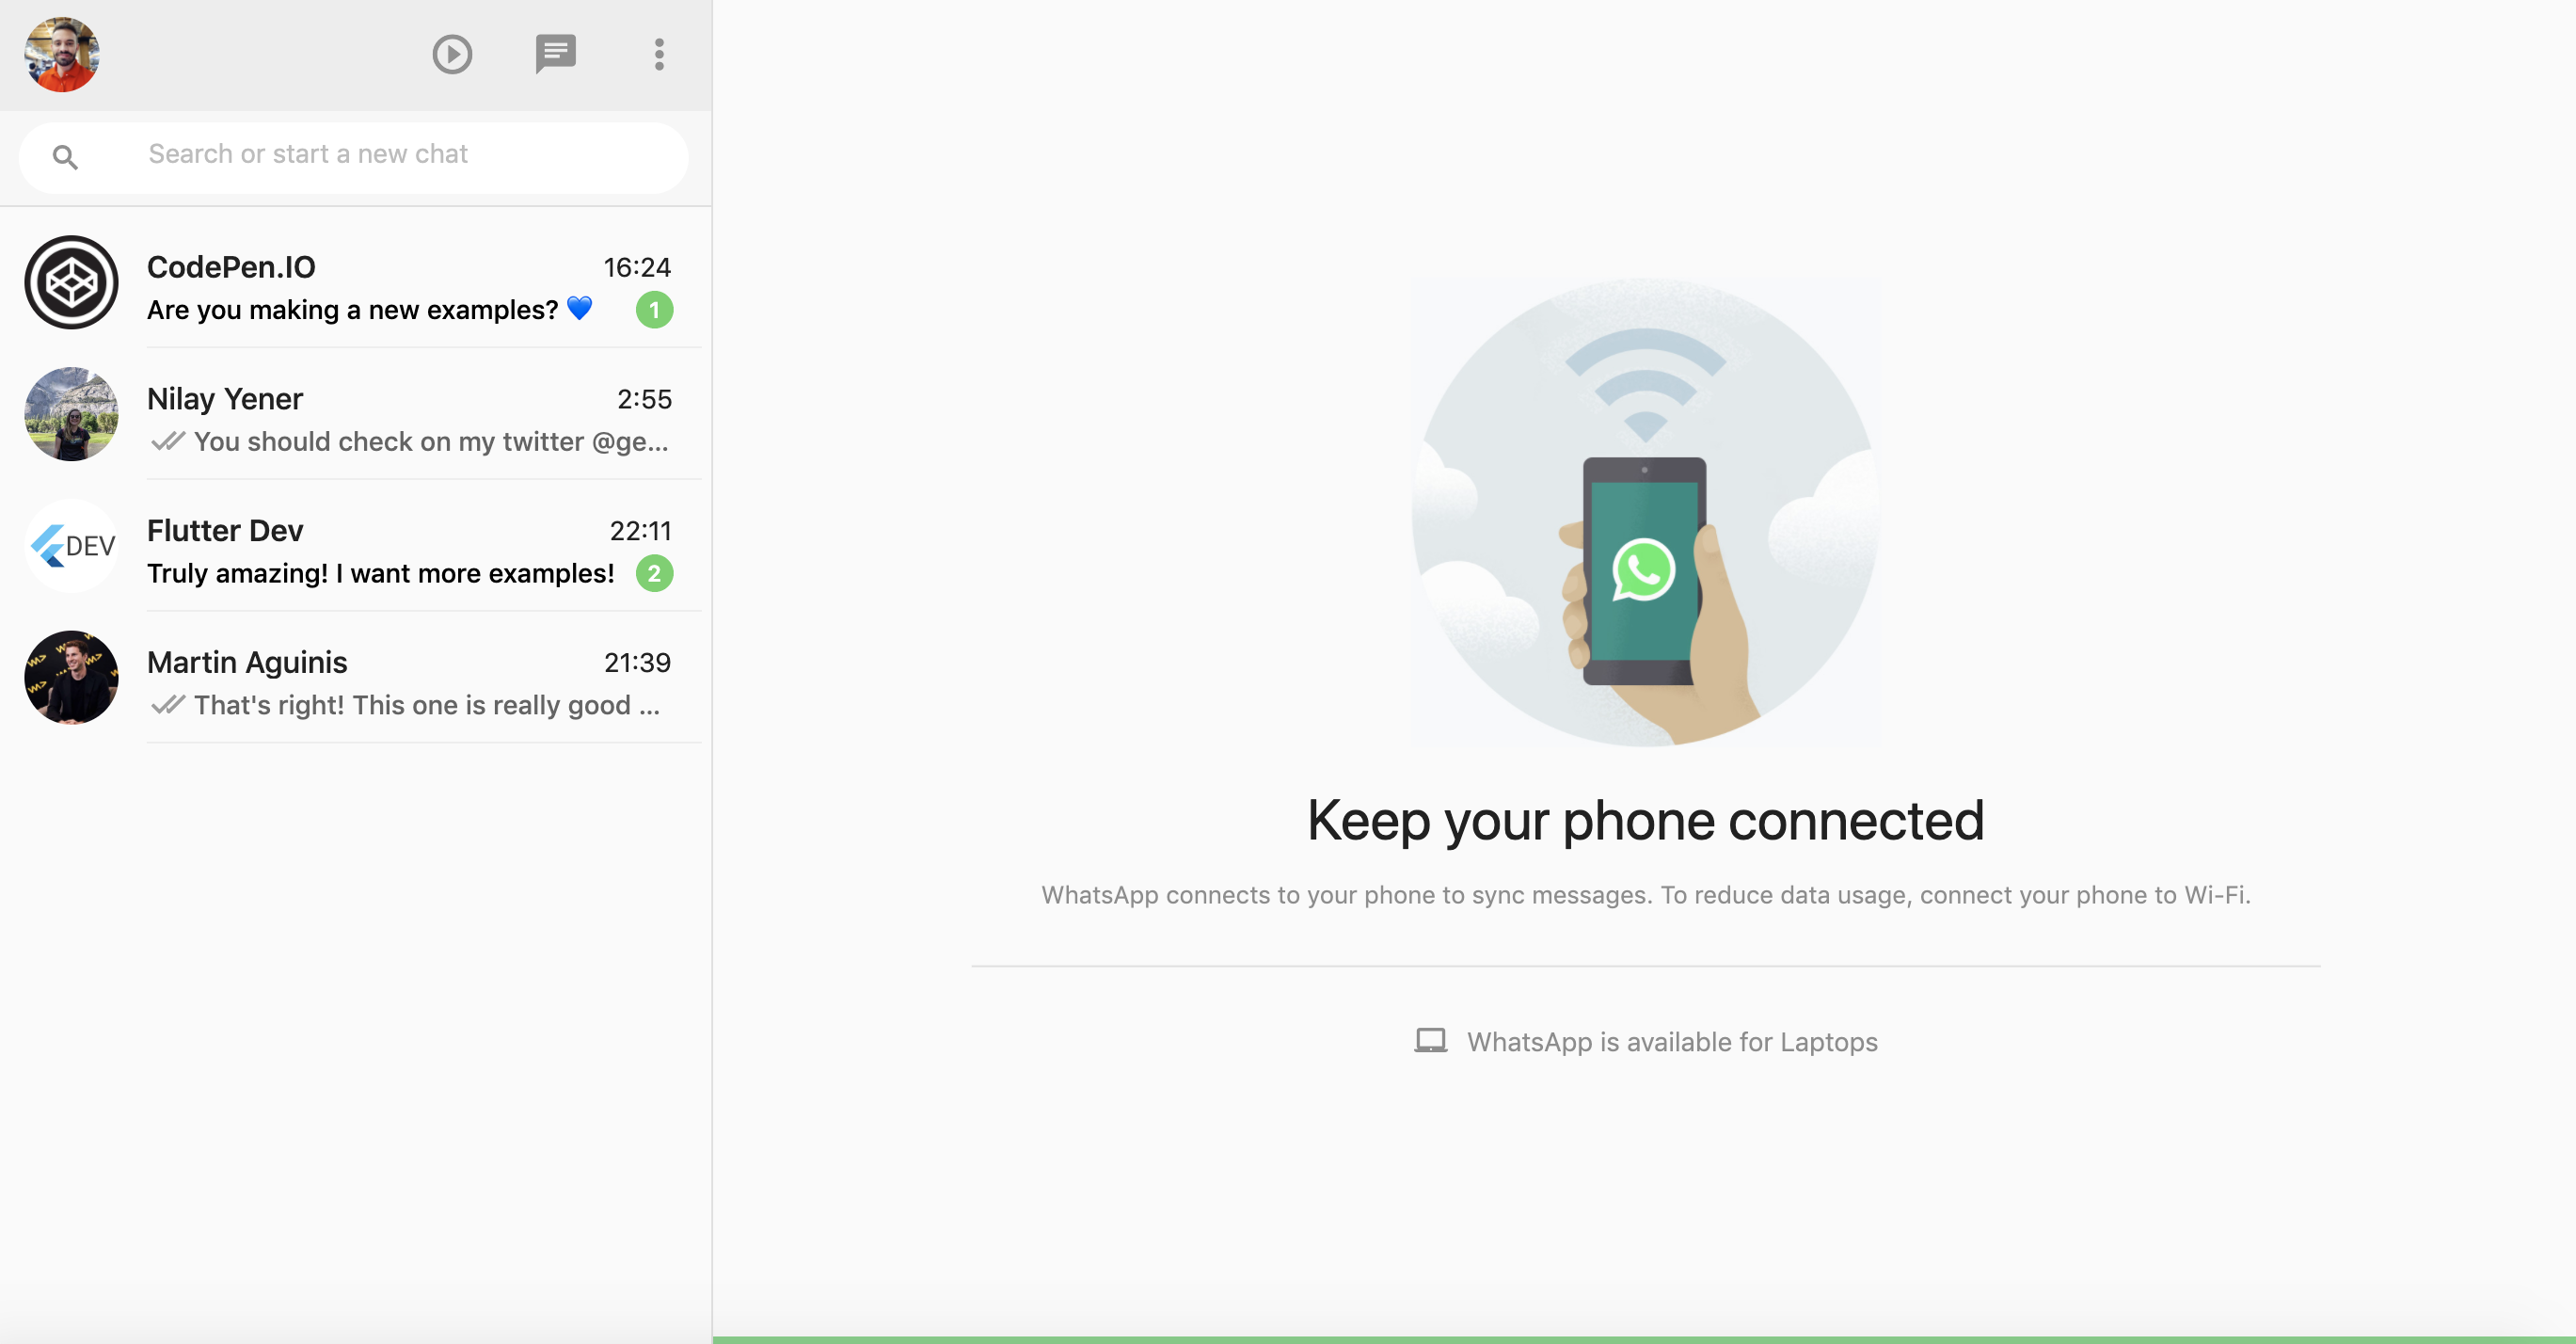 Search or start a new chat
CodePen.IO 16:24
Are you making a new examples? 💙 1
Nilay Yener 2:55
You should check on my twitter @ge...
DEV
Flutter Dev 22:11
Truly amazing! I want more examples! 2
Martin Aguinis 21:39
That's right! This one is really good ...
Keep your phone connected
WhatsApp connects to your phone to sync messages. To reduce data usage, connect your phone to Wi-Fi.
WhatsApp is available for Laptops